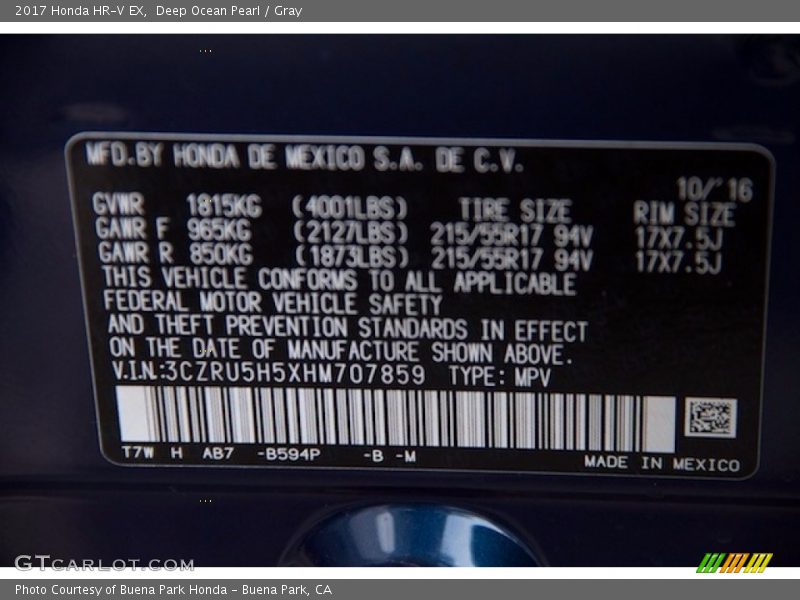 2017 Honda HR-V EX, Deep Ocean Pearl / Gray
MFD.BY HONDA DE MEXICO S.A. DE C.V.
10/'16
GVWR 1815KG (4001LBS) TIRE SIZE RIM SIZE
GAWR F 965KG (2127LBS) 215/55R17 94V 17X7.5J
GAWR R 850KG (1873LBS) 215/55R17 94V 17X7.5J
THIS VEHICLE CONFORMS TO ALL APPLICABLE
FEDERAL MOTOR VEHICLE SAFETY
AND THEFT PREVENTION STANDARDS IN EFFECT
ON THE DATE OF MANUFACTURE SHOWN ABOVE.
V.I.N.:3CZRU5H5XHM707859 TYPE: MPV
T7W H AB7 -B594P -B -M
MADE IN MEXICO
GTCARLOT.COM
Photo Courtesy of Buena Park Honda - Buena Park, CA